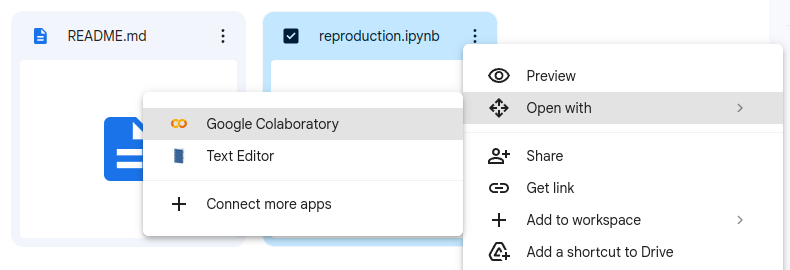 README.md
reproduction.ipynb
Preview
Open with
Google Colaboratory
Text Editor
Connect more apps
Share
Get link
Add to workspace
Add a shortcut to Drive